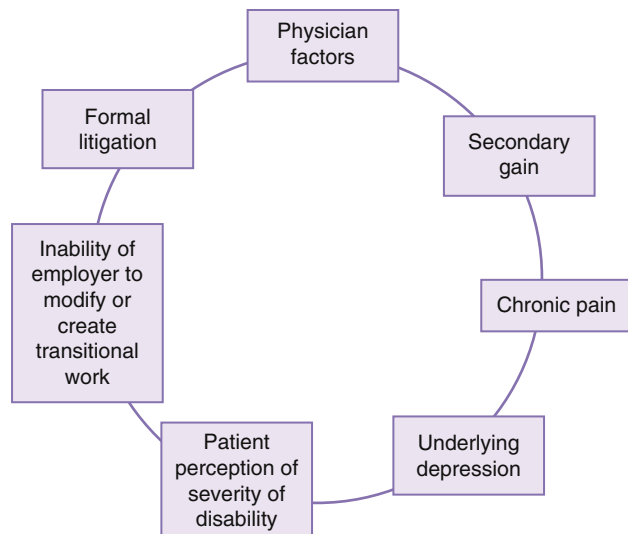 Physician
factors
Secondary
gain
Chronic pain
Underlying
depression
Patient
perception of
severity of
disability
Inability of
employer to
modify or
create
transitional
work
Formal
litigation